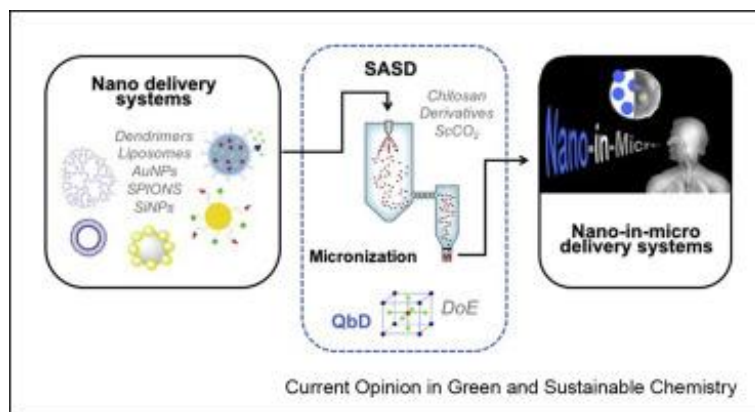 Nano delivery
systems
Dendrimers
Liposomes
AuNPs
SPIONS
SiNPs
SASD
Chitosan
Derivatives
ScCO₂
Micronization
QbD
DoE
Nano-in-Micro
Nano-in-micro
delivery systems
Current Opinion in Green and Sustainable Chemistry